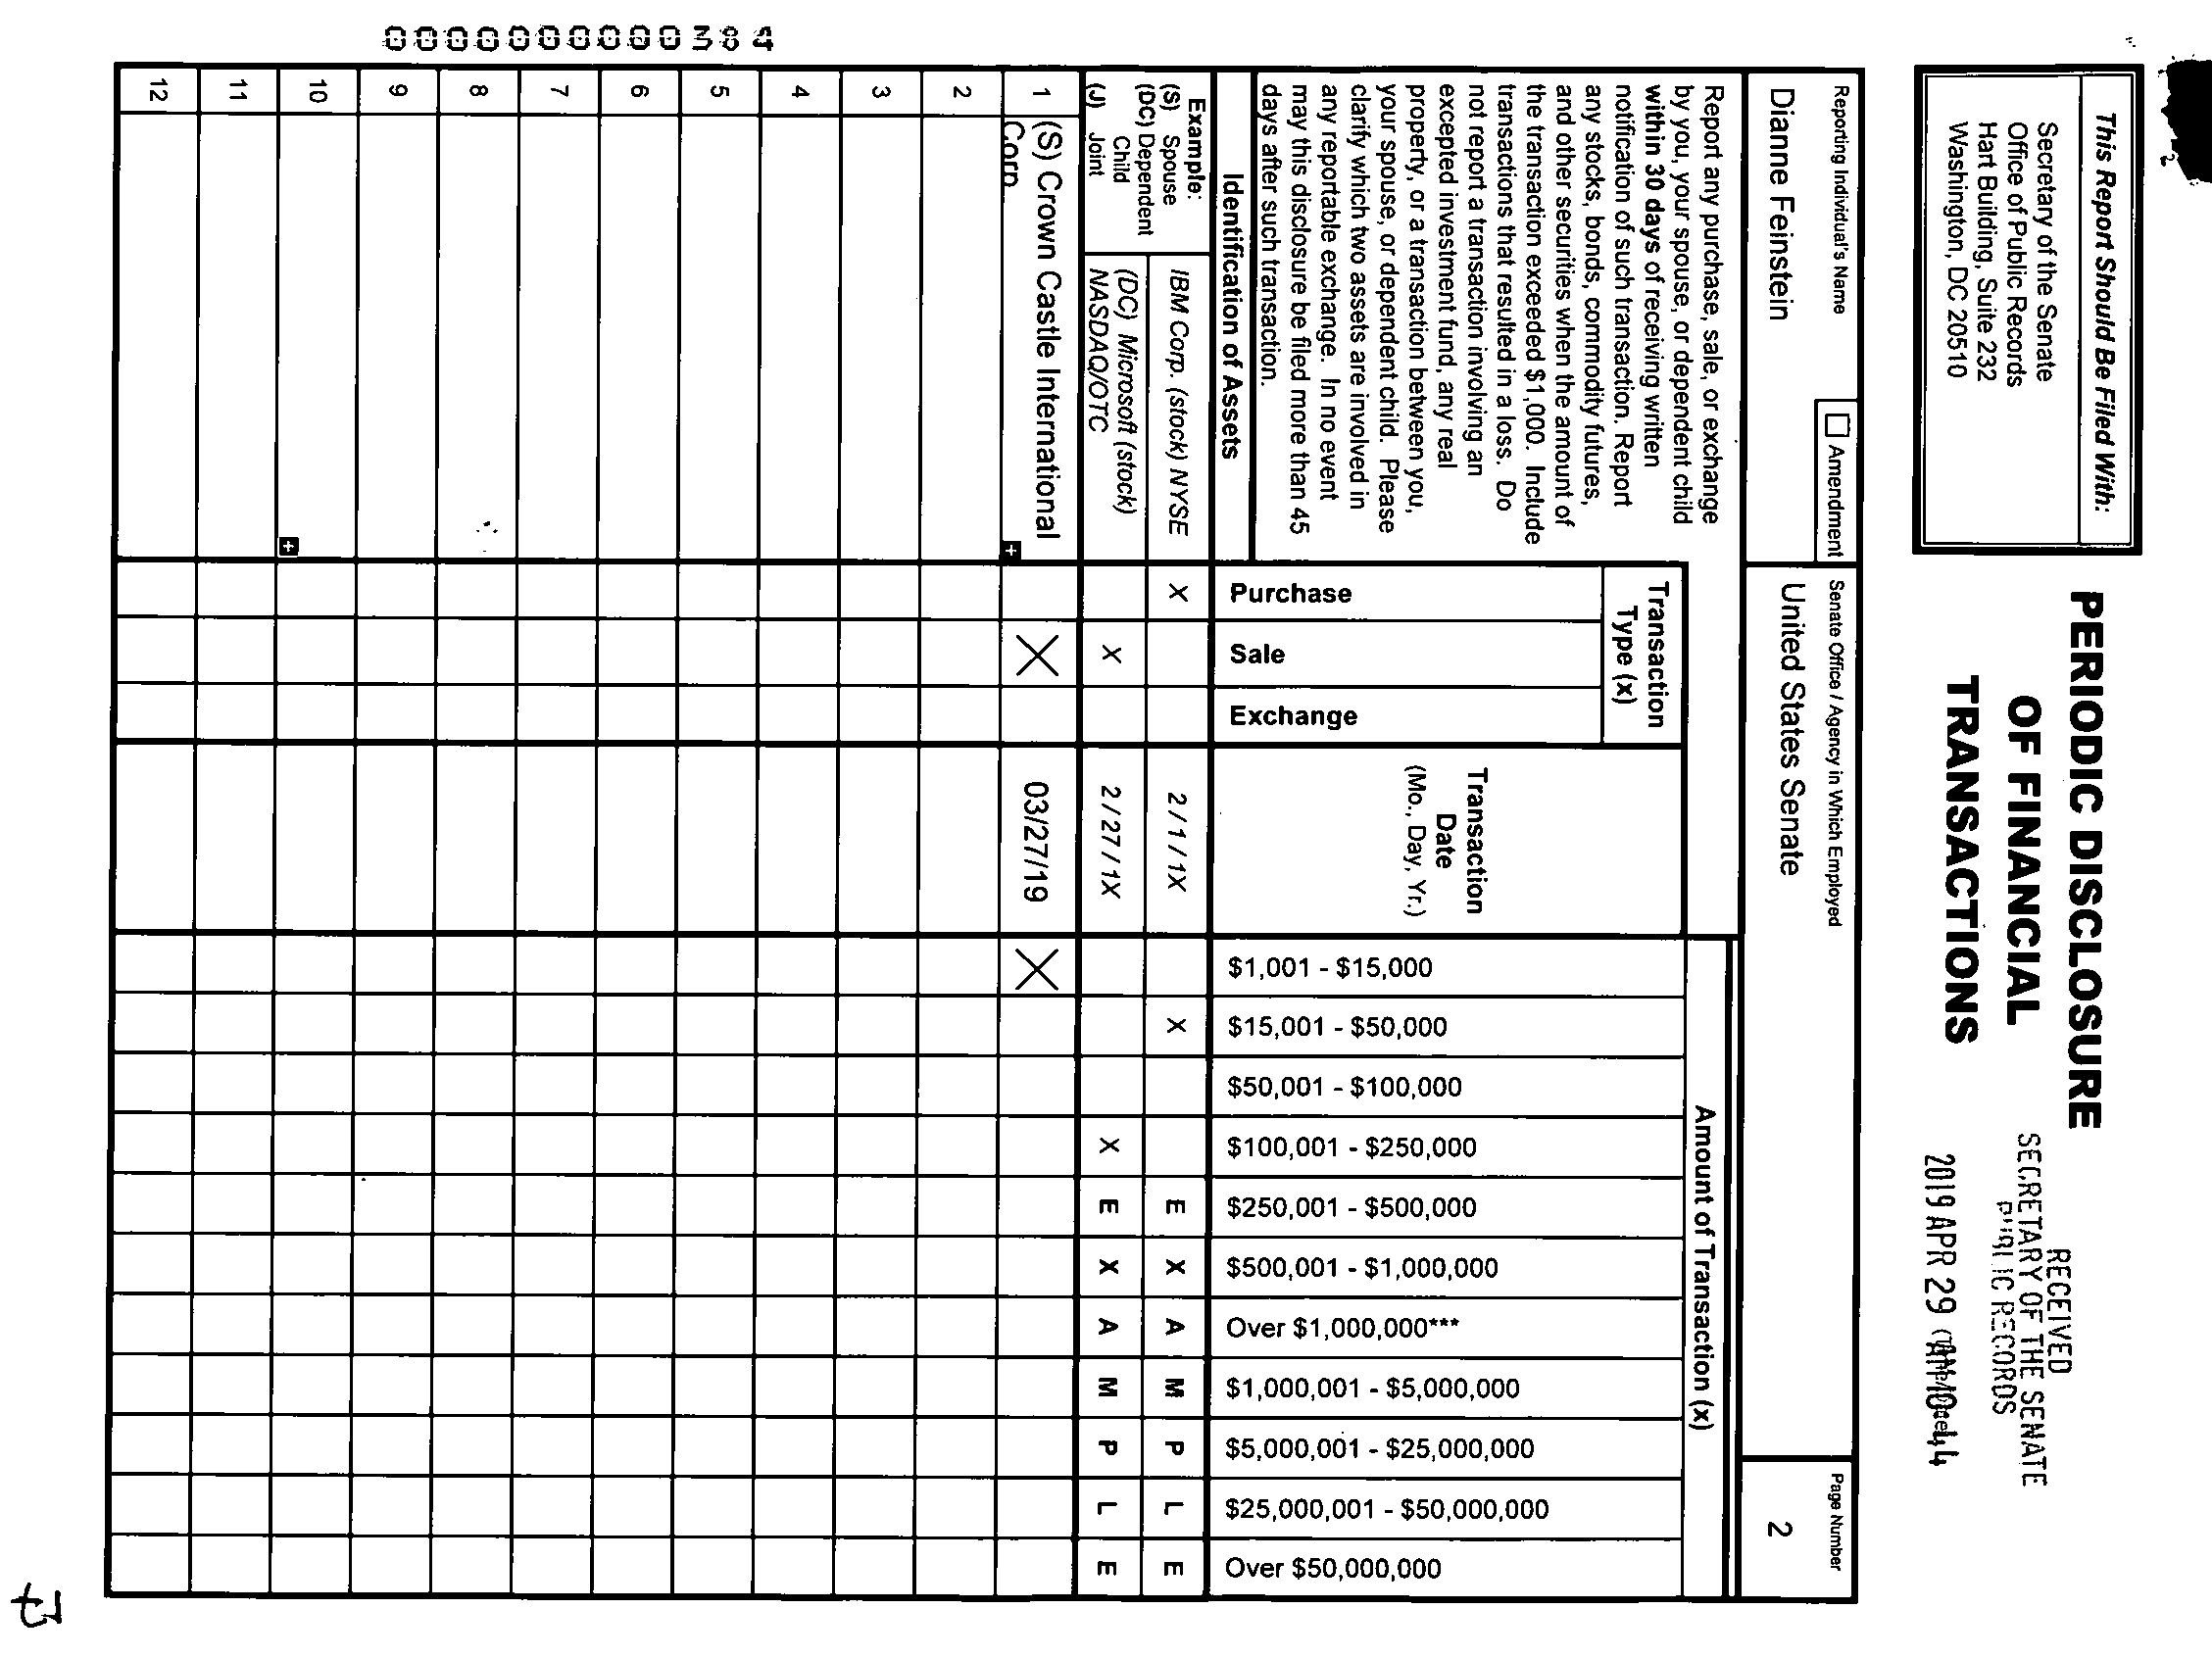 This Report Should Be Filed With:
Secretary of the Senate
Office of Public Records
Hart Building, Suite 232
Washington, DC 20510
PERIODIC DISCLOSURE
OF FINANCIAL
TRANSACTIONS
RECEIVED
SECRETARY OF THE SENATE
PUBLIC RECORDS
2019 APR 29
Reporting Individual's Name
Amendment
Senate Office / Agency in Which Employed
Page Number
Dianne Feinstein
United States Senate
2
Report any purchase, sale, or exchange
by you, your spouse, or dependent child
within 30 days of receiving written
notification of such transaction. Report
any stocks, bonds, commodity futures,
and other securities when the amount of
the transaction exceeded $1,000. Include
transactions that resulted in a loss. Do
not report a transaction involving an
excepted investment fund, any real
property, or a transaction between you,
your spouse, or dependent child. Please
clarify which two assets are involved in
any reportable exchange. In no event
may this disclosure be filed more than 45
days after such transaction.
Identification of Assets
Transaction
Type (x)
Purchase
Sale
Exchange
Transaction
Date
(Mo., Day, Yr.)
Amount of Transaction (x)
$1,001 - $15,000
$15,001 - $50,000
$50,001 - $100,000
$100,001 - $250,000
$250,001 - $500,000
$500,001 - $1,000,000
Over $1,000,000***
$1,000,001 - $5,000,000
$5,000,001 - $25,000,000
$25,000,001 - $50,000,000
Over $50,000,000
Example:
(S) Spouse
(DC) Dependent
Child
(J) Joint
IBM Corp. (stock) NYSE X 2 / 1 / 1X X E X A M P L E
(DC) Microsoft (stock)
NASDAQ/OTC X 2 / 27 / 1X X E X A M P L E
1 (S) Crown Castle International
Corp X 03/27/19 X
2
3
4
5
6
7
8
9
10
11
12
000000000384